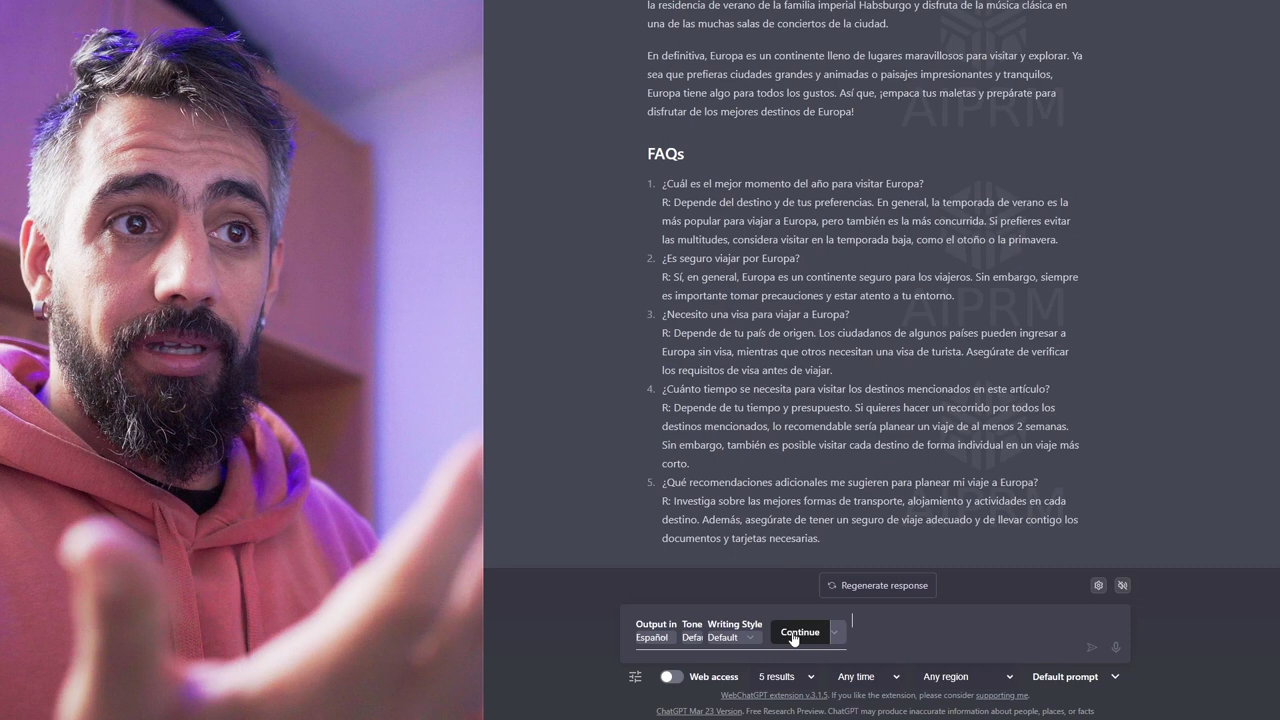 la residencia de verano de la familia imperial Habsburgo y disfruta de la música clásica en
una de las muchas salas de conciertos de la ciudad.
En definitiva, Europa es un continente lleno de lugares maravillosos para visitar y explorar. Ya
sea que prefieras ciudades grandes y animadas o paisajes impresionantes y tranquilos,
Europa tiene algo para todos los gustos. Así que, ¡empaca tus maletas y prepárate para
disfrutar de los mejores destinos de Europa!
AIPRM
FAQs
1. ¿Cuál es el mejor momento del año para visitar Europa?
R: Depende del destino y de tus preferencias. En general, la temporada de verano es la
más popular para viajar a Europa, pero también es la más concurrida. Si prefieres evitar
las multitudes, considera visitar en la temporada baja, como el otoño o la primavera.
2. ¿Es seguro viajar por Europa?
R: Sí, en general, Europa es un continente seguro para los viajeros. Sin embargo, siempre
es importante tomar precauciones y estar atento a tu entorno.
AIPRM
3. ¿Necesito una visa para viajar a Europa?
R: Depende de tu país de origen. Los ciudadanos de algunos países pueden ingresar a
Europa sin visa, mientras que otros necesitan una visa de turista. Asegúrate de verificar
los requisitos de visa antes de viajar.
4. ¿Cuánto tiempo se necesita para visitar los destinos mencionados en este artículo?
R: Depende de tu tiempo y presupuesto. Si quieres hacer un recorrido por todos los
destinos mencionados, lo recomendable sería planear un viaje de al menos 2 semanas.
Sin embargo, también es posible visitar cada destino de forma individual en un viaje más
corto.
5. ¿Qué recomendaciones adicionales me sugieren para planear mi viaje a Europa?
R: Investiga sobre las mejores formas de transporte, alojamiento y actividades en cada
AIPRM
destino. Además, asegúrate de tener un seguro de viaje adecuado y de llevar contigo los
documentos y tarjetas necesarias.
Regenerate response
Output in Tone Writing Style
Español Defau Default
Continue
Web access 5 results Any time Any region Default prompt
WebChatGPT extension v.3.1.5. If you like the extension, please consider supporting me.
ChatGPT Mar 23 Version. Free Research Preview. ChatGPT may produce inaccurate information about people, places, or facts